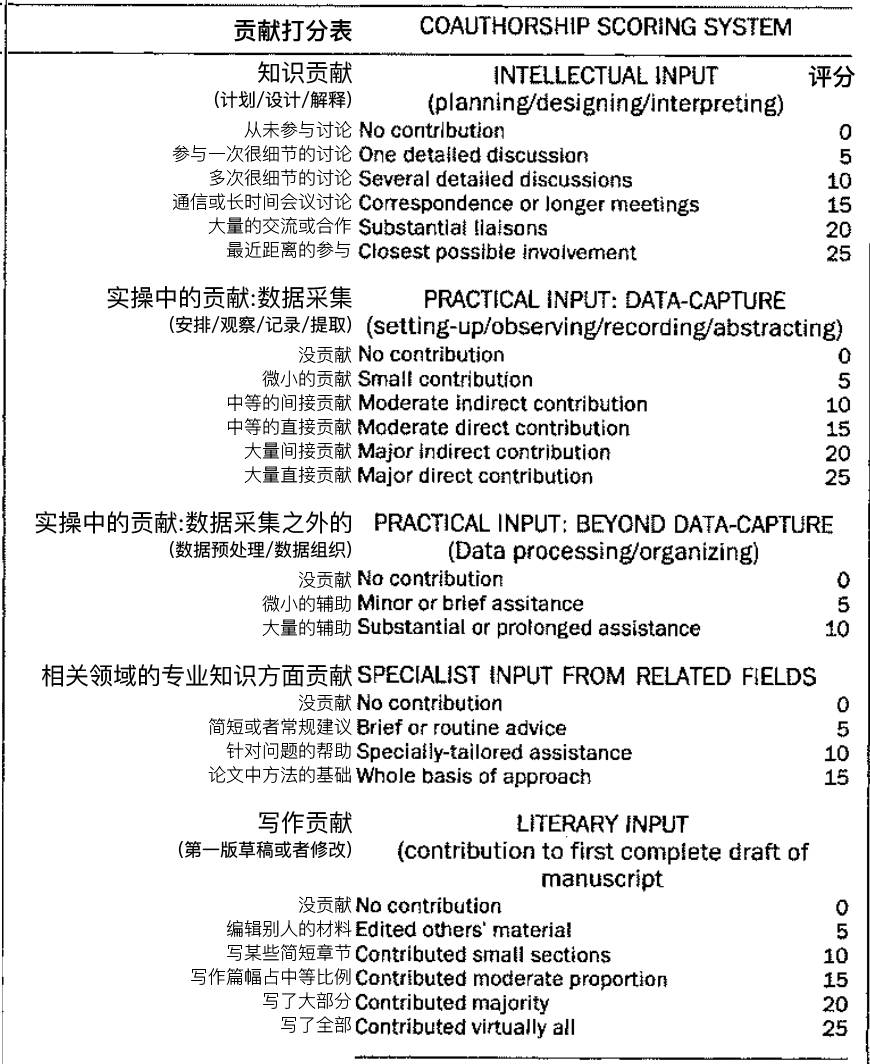 贡献打分表 COAUTHORSHIP SCORING SYSTEM
知识贡献 INTELLECTUAL INPUT 评分
(计划/设计/解释) (planning/designing/interpreting)
从未参与讨论 No contribution 0
参与一次很细节的讨论 One detailed discussion 5
多次很细节的讨论 Several detailed discussions 10
通信或长时间会议讨论 Correspondence or longer meetings 15
大量的交流或合作 Substantial liaisons 20
最近距离的参与 Closest possible involvement 25
实操中的贡献:数据采集 PRACTICAL INPUT: DATA-CAPTURE
(安排/观察/记录/提取) (setting-up/observing/recording/abstracting)
没贡献 No contribution 0
微小的贡献 Small contribution 5
中等的间接贡献 Moderate indirect contribution 10
中等的直接贡献 Moderate direct contribution 15
大量间接贡献 Major indirect contribution 20
大量直接贡献 Major direct contribution 25
实操中的贡献:数据采集之外的 PRACTICAL INPUT: BEYOND DATA-CAPTURE
(数据预处理/数据组织) (Data processing/organizing)
没贡献 No contribution 0
微小的辅助 Minor or brief assitance 5
大量的辅助 Substantial or prolonged assistance 10
相关领域的专业知识方面贡献 SPECIALIST INPUT FROM RELATED FIELDS
没贡献 No contribution 0
简短或者常规建议 Brief or routine advice 5
针对问题的帮助 Specially-tailored assistance 10
论文中方法的基础 Whole basis of approach 15
写作贡献 LITERARY INPUT
(第一版草稿或者修改) (contribution to first complete draft of
manuscript
没贡献 No contribution 0
编辑别人的材料 Edited others' material 5
写某些简短章节 Contributed small sections 10
写作篇幅占中等比例 Contributed moderate proportion 15
写了大部分 Contributed majority 20
写了全部 Contributed virtually all 25